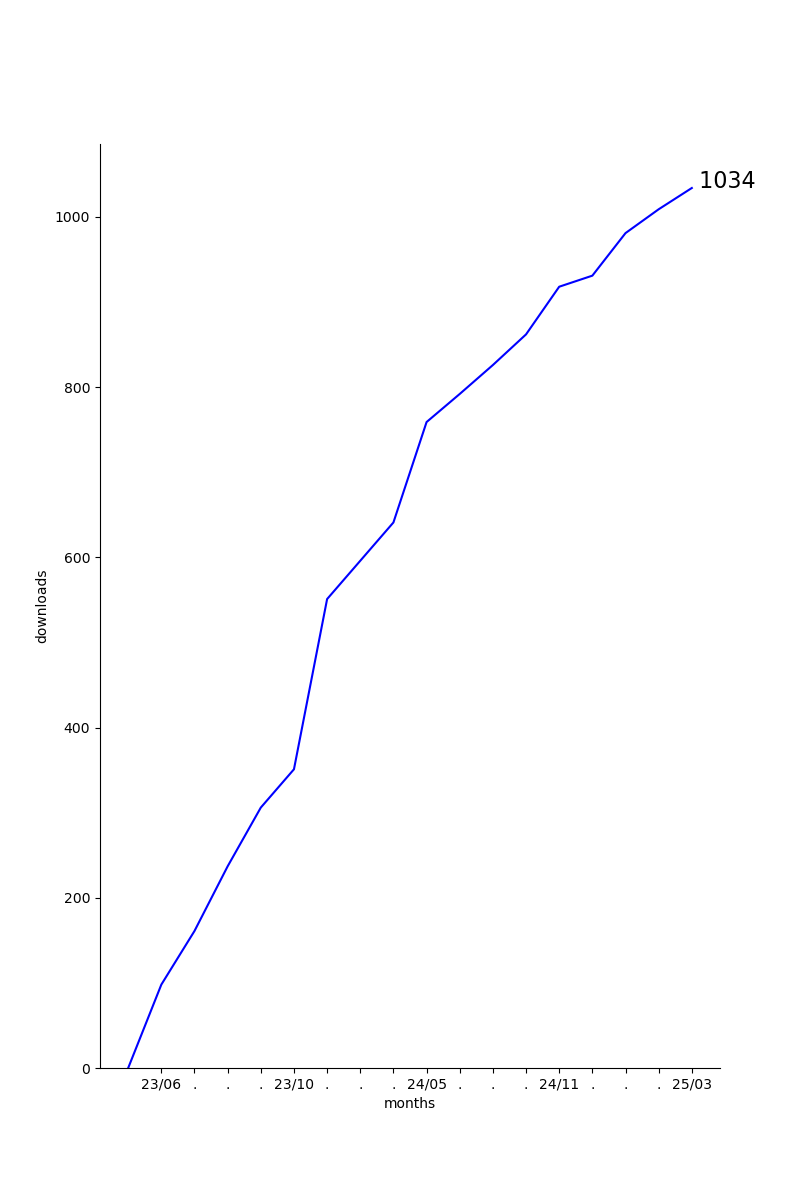 1034
1000
800
600
400
200
0
downloads
23/06 . . . 23/10 . . . 24/05 . . . 24/11 . . . 25/03
months